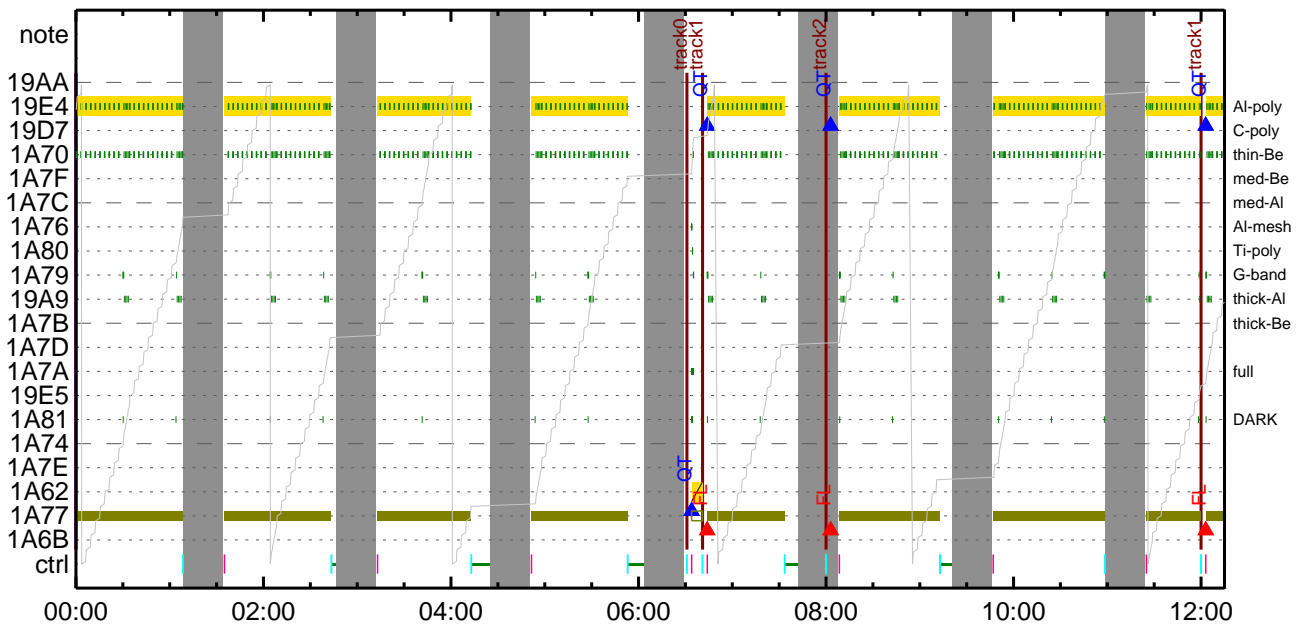 note
track0
track1
track2
track1
19AA
QT
QT
QT
19E4 Al-poly
19D7 C-poly
1A70 thin-Be
1A7F med-Be
1A7C med-Al
1A76 Al-mesh
1A80 Ti-poly
1A79 G-band
19A9 thick-Al
1A7B thick-Be
1A7D
1A7A full
19E5
1A81 DARK
1A74
1A7E QT
1A62 FL FL FL
1A77
1A6B
ctrl
00:00 02:00 04:00 06:00 08:00 10:00 12:00